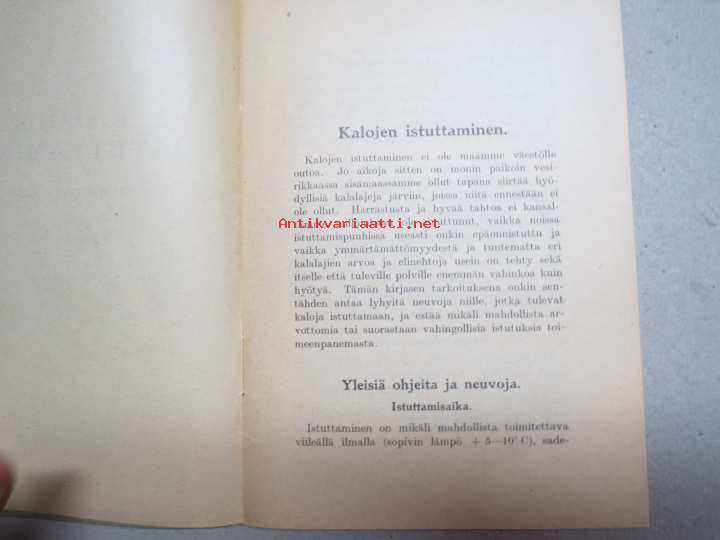 Kalojen istuttaminen.
Kalojen istuttaminen ei ole maamme väestölle
outoa. Jo aikoja sitten on monin paikoin vesi-
rikkaassa sisämaassamme ollut tapana siirtää hyö-
dyllisiä kalalajeja järviin, joissa niitä ennestään ei
ole ollut. Harrastusta ja hyvää tahtoa ei kansal-
Antikvariaatti.net
ole puuttunut, vaikka noissa
istuttamispuuhissa useasti onkin epäonnistuttu ja
vaikka ymmärtämättömyydestä ja tuntematta eri
kalalajien arvoa ja elinehtoja usein on tehty sekä
itselle että tuleville polville enemmän vahinkoa kuin
hyötyä. Tämän kirjasen tarkoituksena onkin sen-
tähden antaa lyhyitä neuvoja niille, jotka tulevat
kaloja istuttamaan, ja estää mikäli mahdollista ar-
vottomia tai suorastaan vahingollisia istutuksia toi-
meenpanemasta.
Yleisiä ohjeita ja neuvoja.
Istuttamisaika.
Istuttaminen on mikäli mahdollista toimitettava
viileällä ilmalla (sopivin lämpö + 5—10° C), sade-